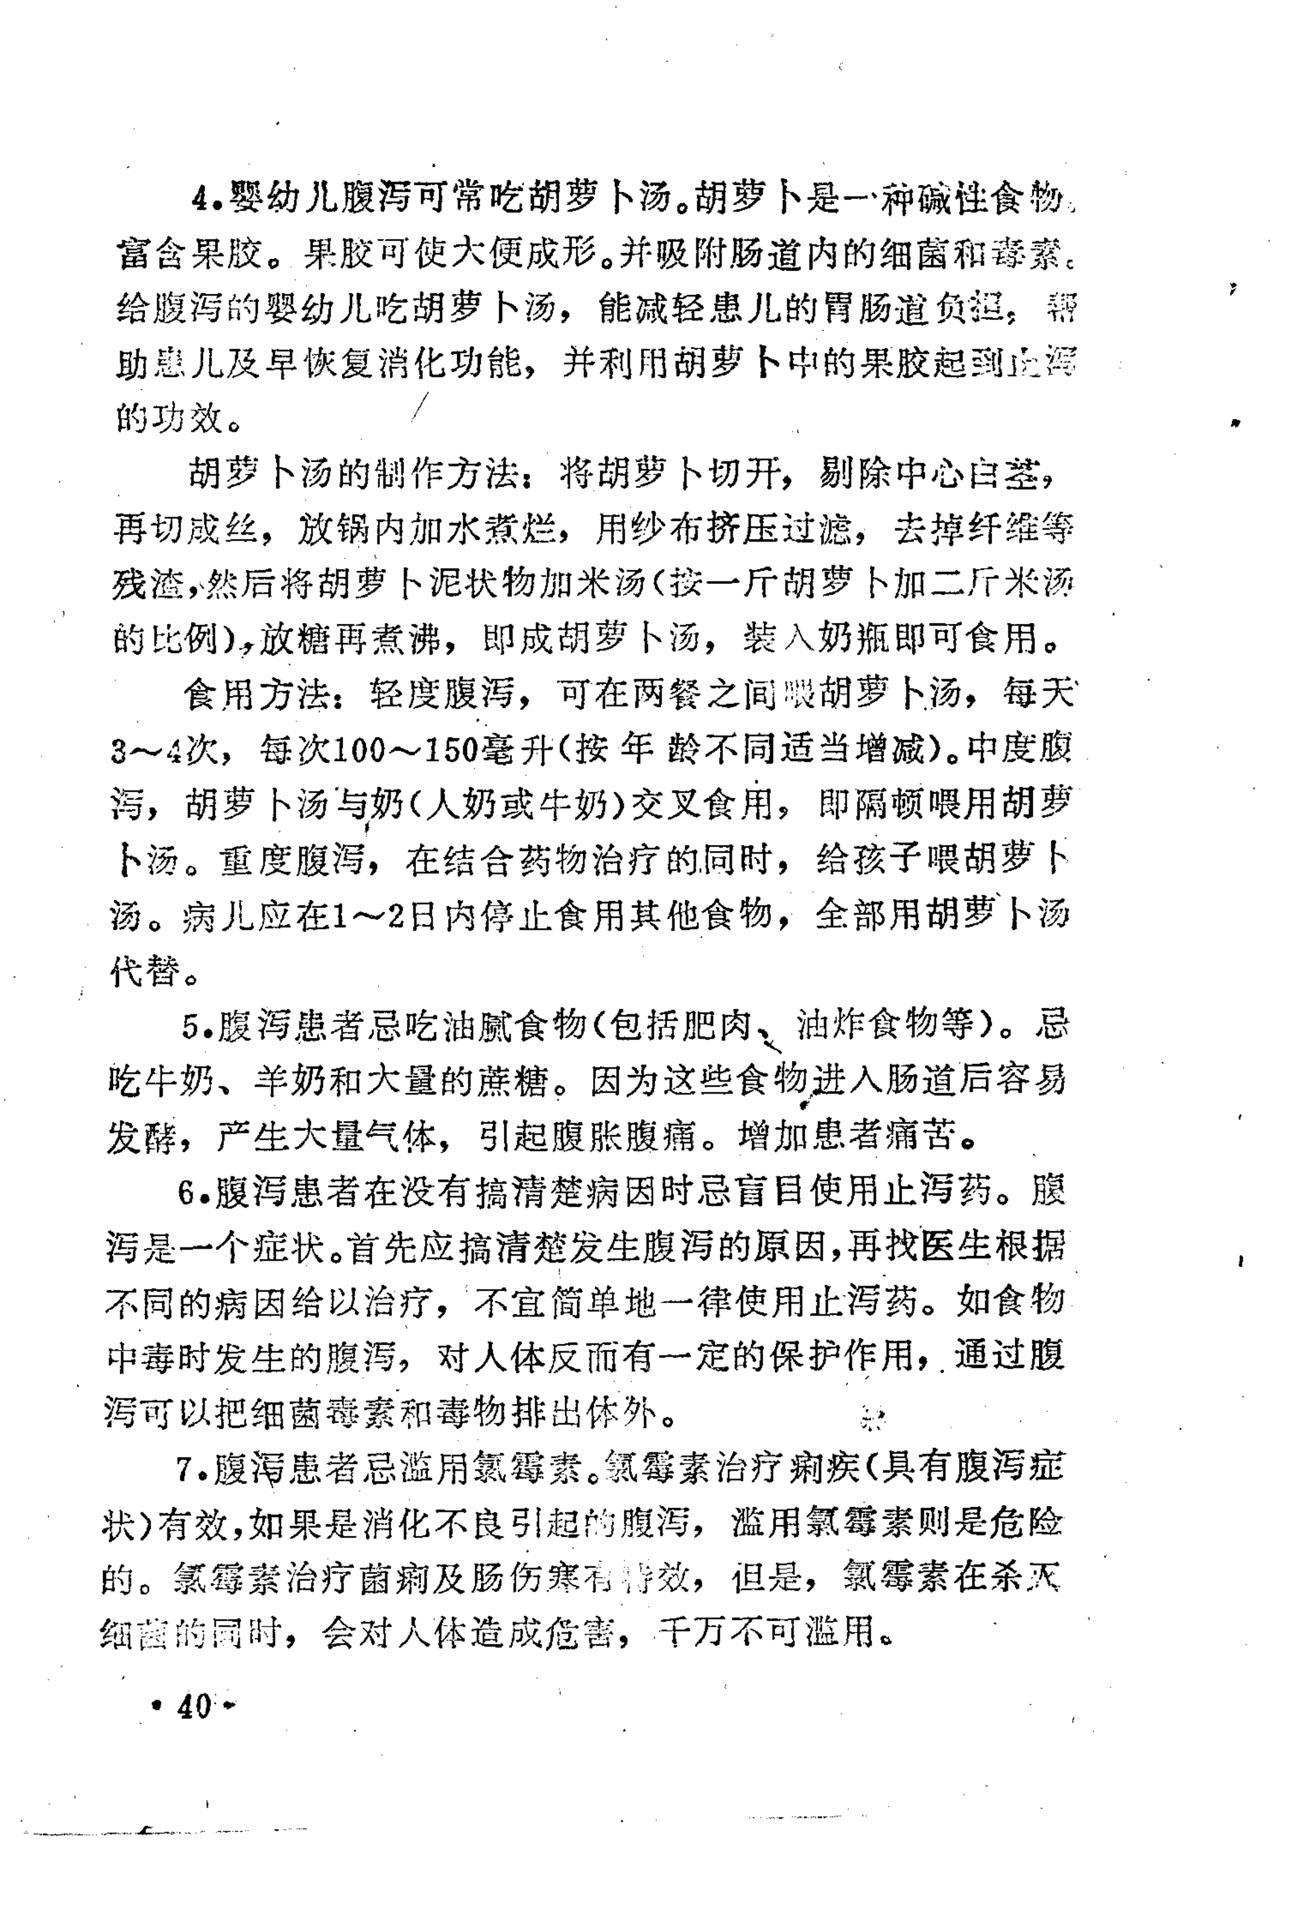 4.婴幼儿腹泻可常吃胡萝卜汤。胡萝卜是一种碱性食物,
富含果胶。果胶可使大便成形。并吸附肠道内的细菌和毒素。
给腹泻的婴幼儿吃胡萝卜汤，能减轻患儿的胃肠道负担，帮
助患儿及早恢复消化功能，并利用胡萝卜中的果胶起到止泻
的功效。
胡萝卜汤的制作方法：将胡萝卜切开，剔除中心白茎，
再切成丝，放锅内加水煮烂，用纱布挤压过滤，去掉纤维等
残渣，然后将胡萝卜泥状物加米汤(按一斤胡萝卜加二斤米汤
的比例)，放糖再煮沸，即成胡萝卜汤，装入奶瓶即可食用。
食用方法：轻度腹泻，可在两餐之间喂胡萝卜汤，每天
3～4次，每次100～150毫升(按年龄不同适当增减)。中度腹
泻，胡萝卜汤与奶(人奶或牛奶)交叉食用，即隔顿喂用胡萝
卜汤。重度腹泻，在结合药物治疗的同时，给孩子喂胡萝卜
汤。病儿应在1～2日内停止食用其他食物，全部用胡萝卜汤
代替。
5.腹泻患者忌吃油腻食物(包括肥肉、油炸食物等)。忌
吃牛奶、羊奶和大量的蔗糖。因为这些食物进入肠道后容易
发酵，产生大量气体，引起腹胀腹痛。增加患者痛苦。
6.腹泻患者在没有搞清楚病因时忌盲目使用止泻药。腹
泻是一个症状。首先应搞清楚发生腹泻的原因，再找医生根据
不同的病因给以治疗，不宜简单地一律使用止泻药。如食物
中毒时发生的腹泻，对人体反而有一定的保护作用，通过腹
泻可以把细菌毒素和毒物排出体外。
7.腹泻患者忌滥用氯霉素。氯霉素治疗痢疾(具有腹泻症
状)有效，如果是消化不良引起的腹泻，滥用氯霉素则是危险
的。氯霉素治疗菌痢及肠伤寒有特效，但是，氯霉素在杀灭
细菌的同时，会对人体造成危害，千万不可滥用。
·40·